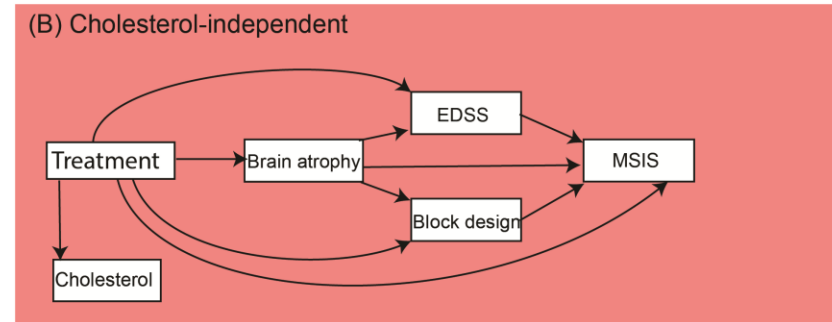 (B) Cholesterol-independent
EDSS
Treatment
Brain atrophy
MSIS
Block design
Cholesterol